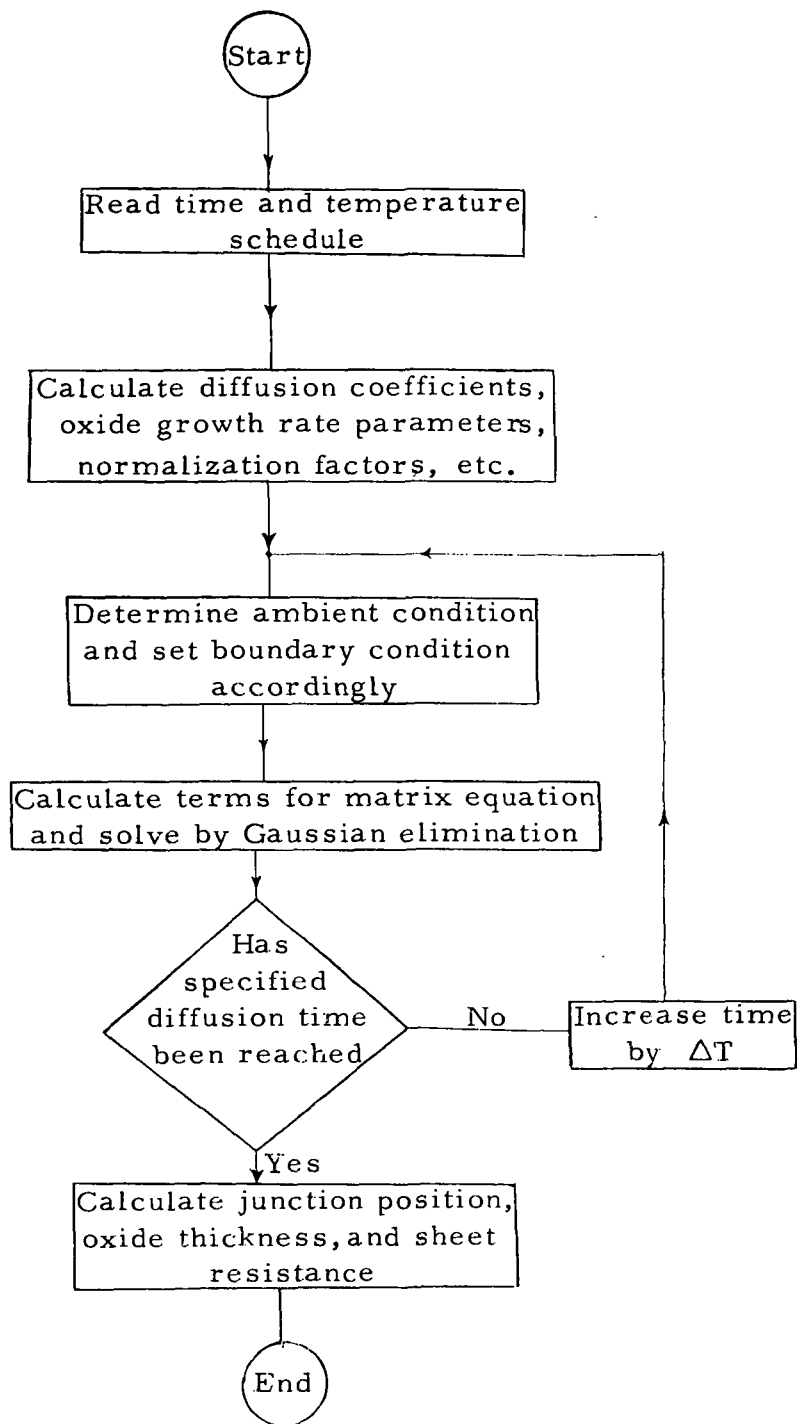 Start
Read time and temperature
schedule
Calculate diffusion coefficients,
oxide growth rate parameters,
normalization factors, etc.
Determine ambient condition
and set boundary condition
accordingly
Calculate terms for matrix equation
and solve by Gaussian elimination
Has
specified
diffusion time
been reached
No
Increase time
by ΔT
Yes
Calculate junction position,
oxide thickness, and sheet
resistance
End